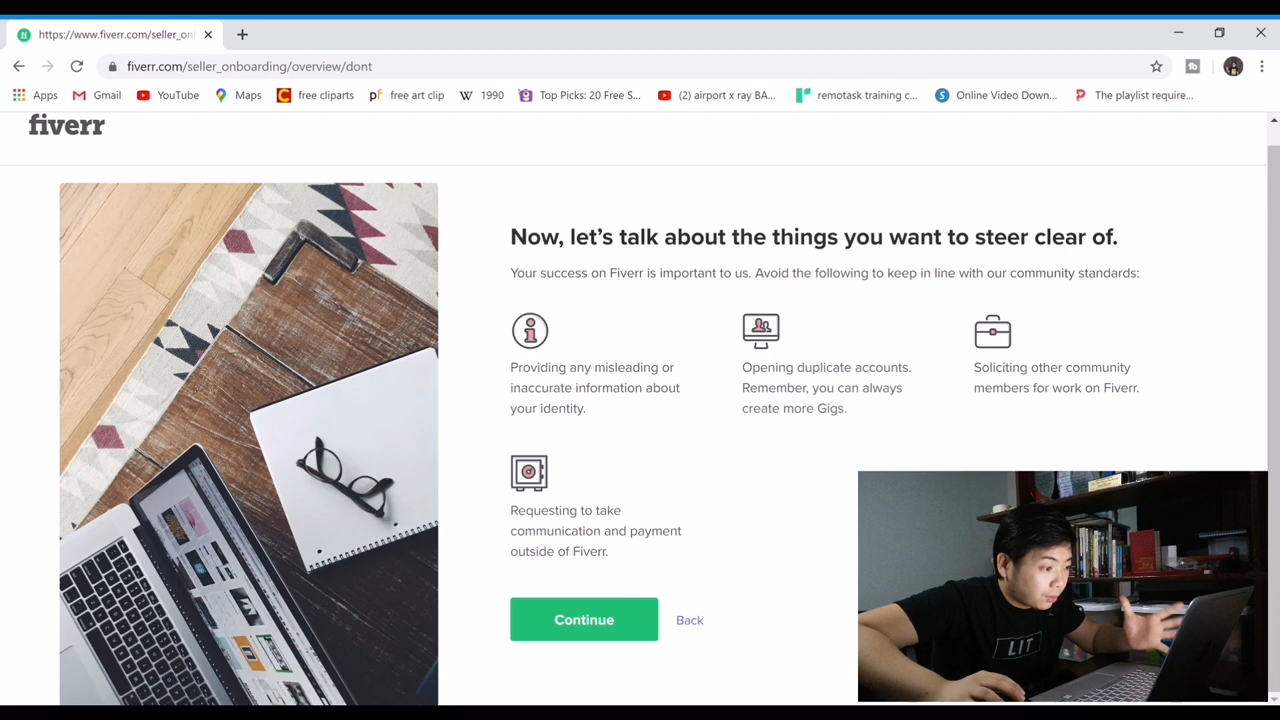 https://www.fiverr.com/seller_on
fiverr.com/seller_onboarding/overview/dont
Apps
Gmail
YouTube
Maps
free cliparts
free art clip
1990
Top Picks: 20 Free S...
(2) airport x ray BA...
remotask training c...
Online Video Down...
The playlist require...
fiverr
Now, let’s talk about the things you want to steer clear of.
Your success on Fiverr is important to us. Avoid the following to keep in line with our community standards:
Providing any misleading or
inaccurate information about
your identity.
Opening duplicate accounts.
Remember, you can always
create more Gigs.
Soliciting other community
members for work on Fiverr.
Requesting to take
communication and payment
outside of Fiverr.
Continue
Back
LIT